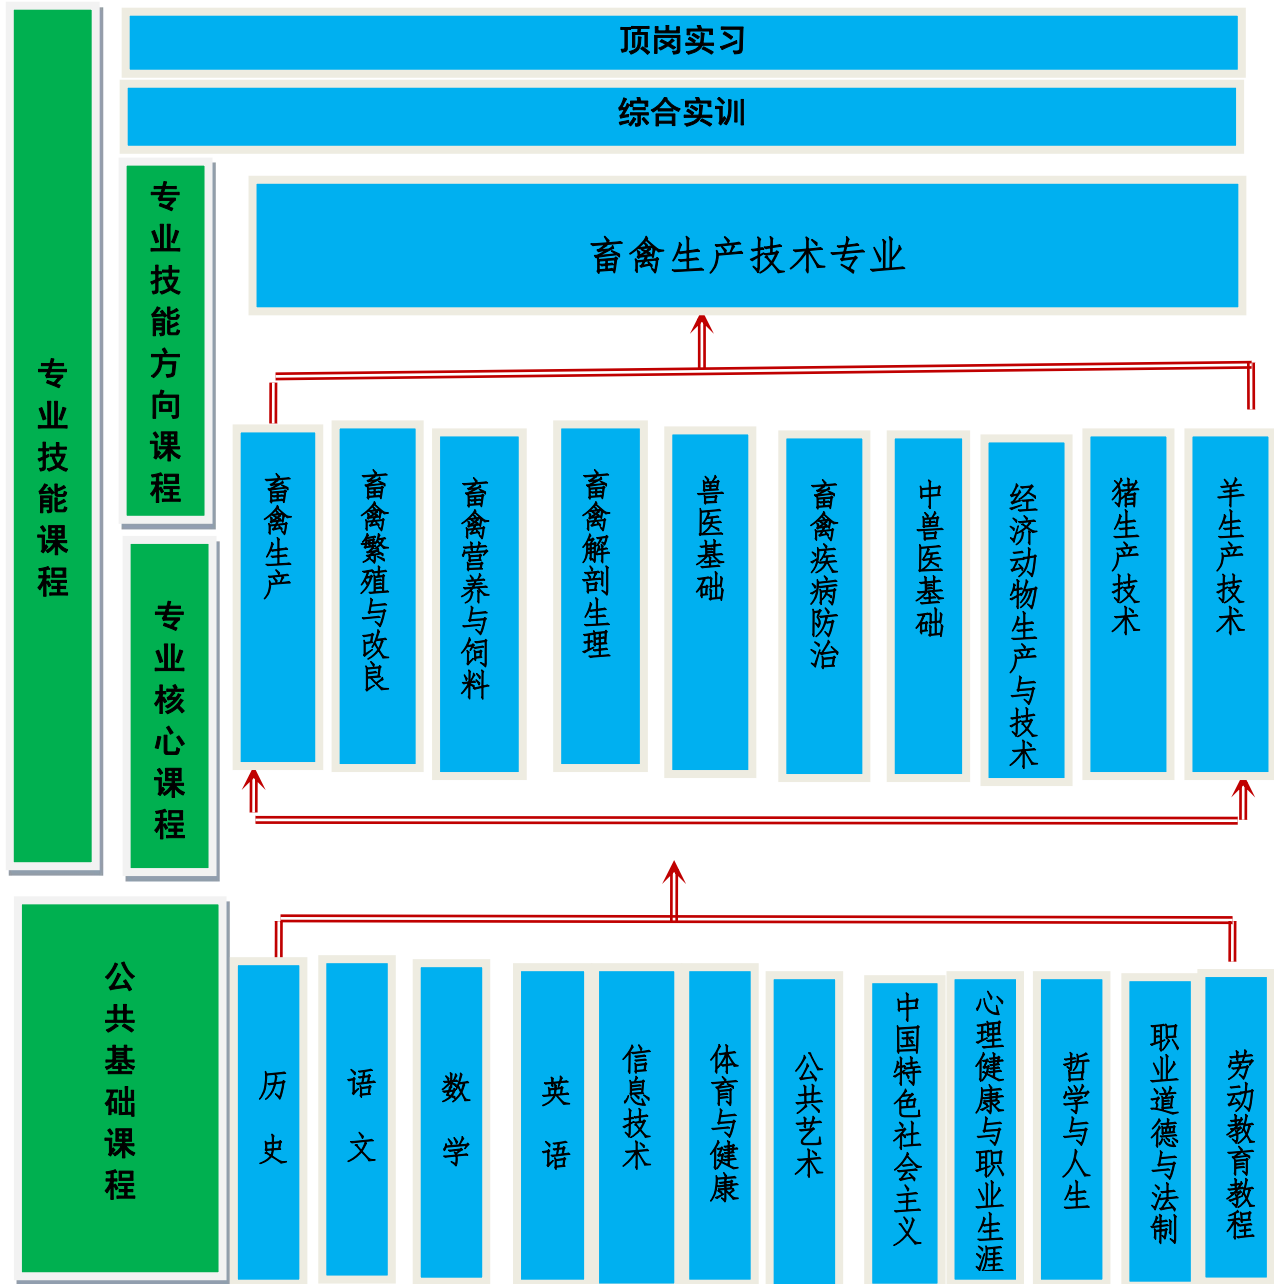 顶岗实习
综合实训
专业技能课程
专业技能方向课程
畜禽生产技术专业
专业核心课程
畜禽生产
畜禽繁殖与改良
畜禽营养与饲料
畜禽解剖生理
兽医基础
畜禽疾病防治
中兽医基础
经济动物生产与技术
猪生产技术
羊生产技术
公共基础课程
历史
语文
数学
英语
信息技术
体育与健康
公共艺术
中国特色社会主义
心理健康与职业生涯
哲学与人生
职业道德与法制
劳动教育教程